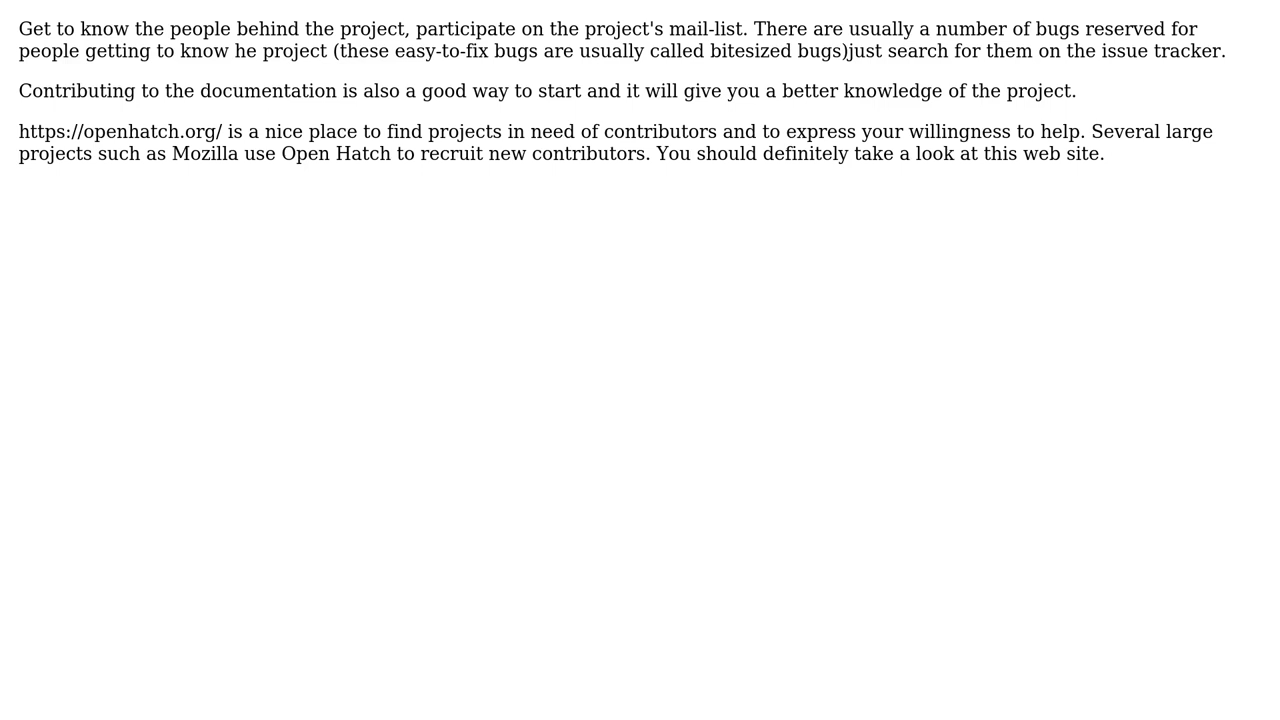 Get to know the people behind the project, participate on the project's mail-list. There are usually a number of bugs reserved for
people getting to know he project (these easy-to-fix bugs are usually called bitesized bugs)just search for them on the issue tracker.
Contributing to the documentation is also a good way to start and it will give you a better knowledge of the project.
https://openhatch.org/ is a nice place to find projects in need of contributors and to express your willingness to help. Several large
projects such as Mozilla use Open Hatch to recruit new contributors. You should definitely take a look at this web site.